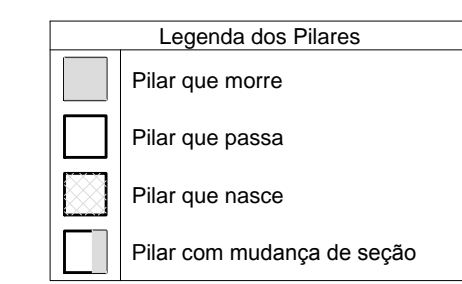 Legenda dos Pilares
Pilar que morre
Pilar que passa
Pilar que nasce
Pilar com mudança de seção